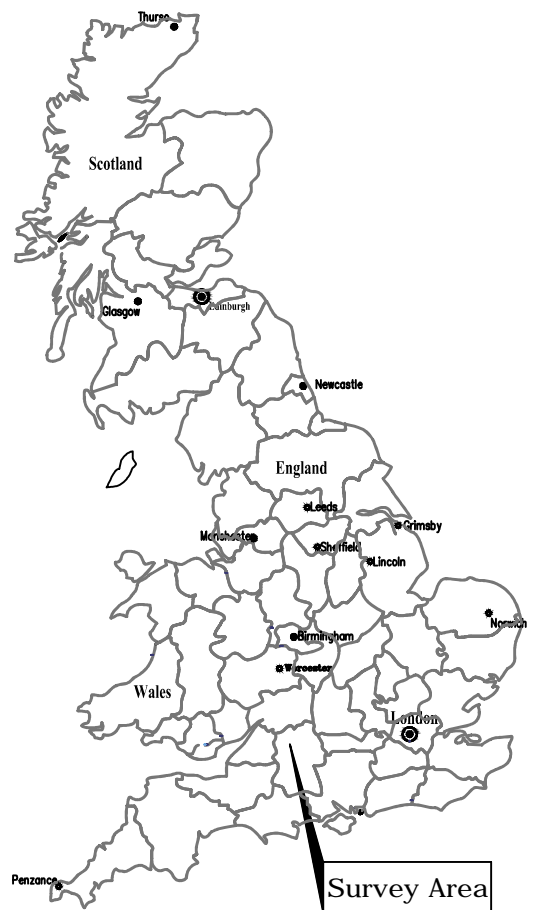 Thurso
Scotland
Edinburgh
Glasgow
Newcastle
England
Leeds
Grimsby
Manchester
Sheffield
Lincoln
Norwich
Birmingham
Worcester
Wales
London
Penzance
Survey Area